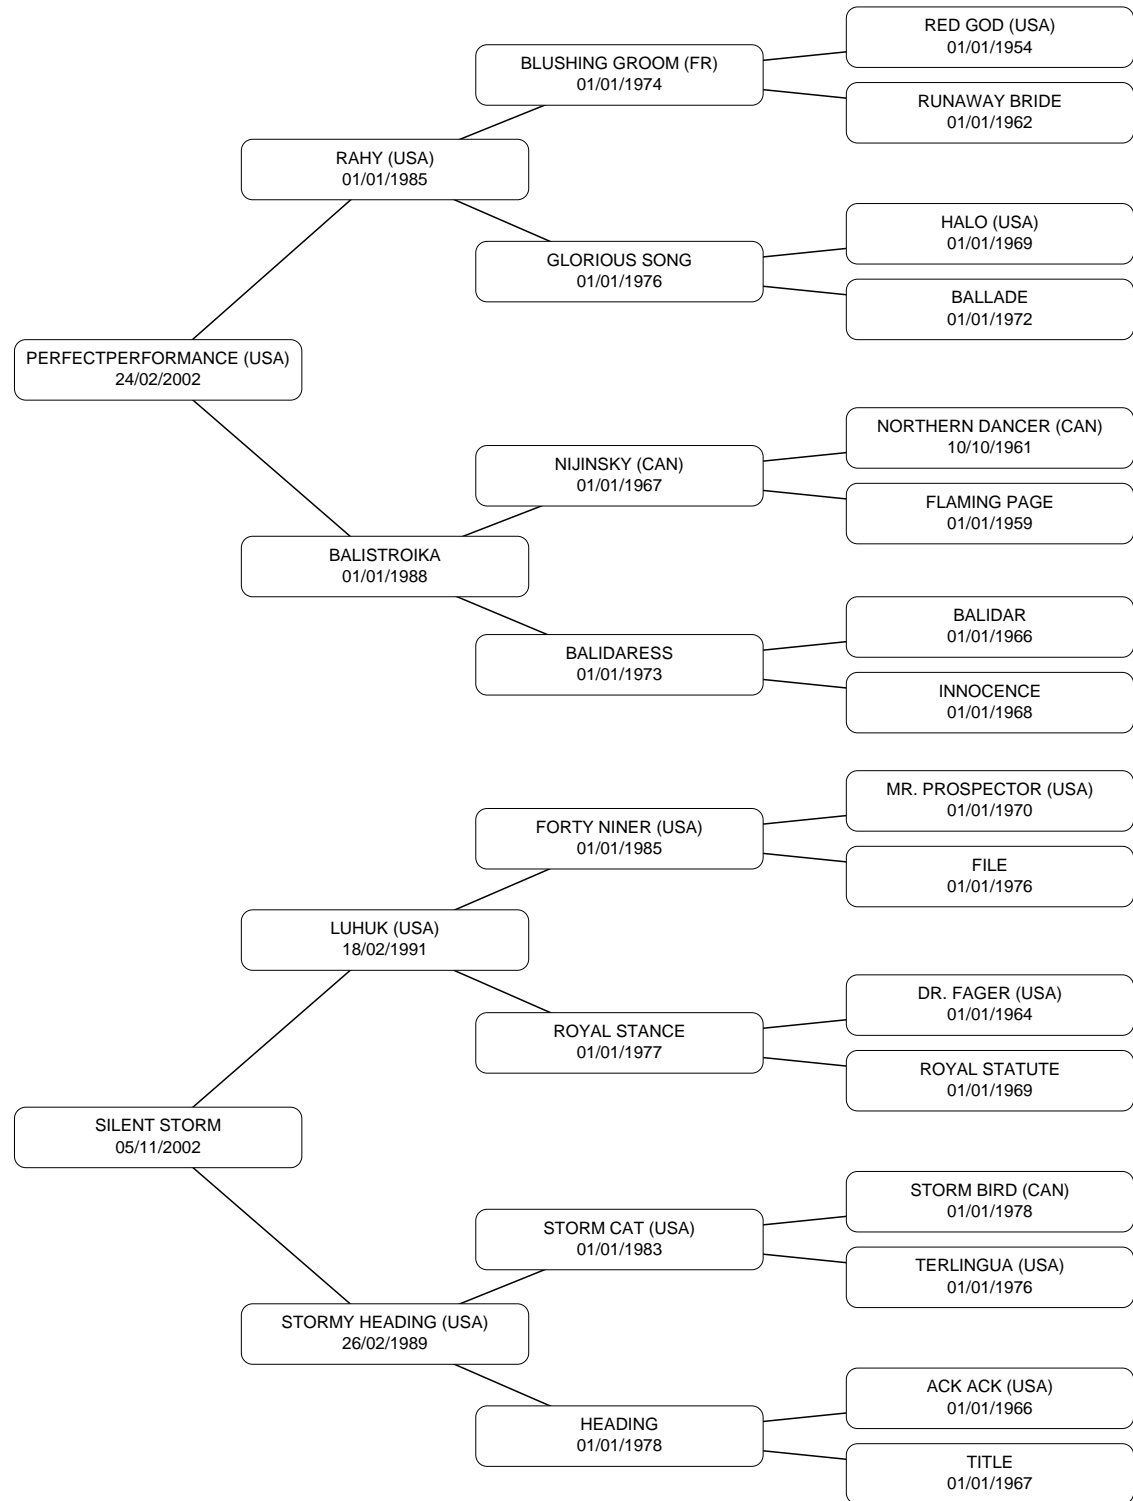 RED GOD (USA)
01/01/1954
BLUSHING GROOM (FR)
01/01/1974
RUNAWAY BRIDE
01/01/1962
RAHY (USA)
01/01/1985
HALO (USA)
01/01/1969
GLORIOUS SONG
01/01/1976
BALLADE
01/01/1972
PERFECTPERFORMANCE (USA)
24/02/2002
NORTHERN DANCER (CAN)
10/10/1961
NIJINSKY (CAN)
01/01/1967
FLAMING PAGE
01/01/1959
BALISTROIKA
01/01/1988
BALIDAR
01/01/1966
BALIDARESS
01/01/1973
INNOCENCE
01/01/1968
MR. PROSPECTOR (USA)
01/01/1970
FORTY NINER (USA)
01/01/1985
FILE
01/01/1976
LUHUK (USA)
18/02/1991
DR. FAGER (USA)
01/01/1964
ROYAL STANCE
01/01/1977
ROYAL STATUTE
01/01/1969
SILENT STORM
05/11/2002
STORM BIRD (CAN)
01/01/1978
STORM CAT (USA)
01/01/1983
TERLINGUA (USA)
01/01/1976
STORMY HEADING (USA)
26/02/1989
ACK ACK (USA)
01/01/1966
HEADING
01/01/1978
TITLE
01/01/1967